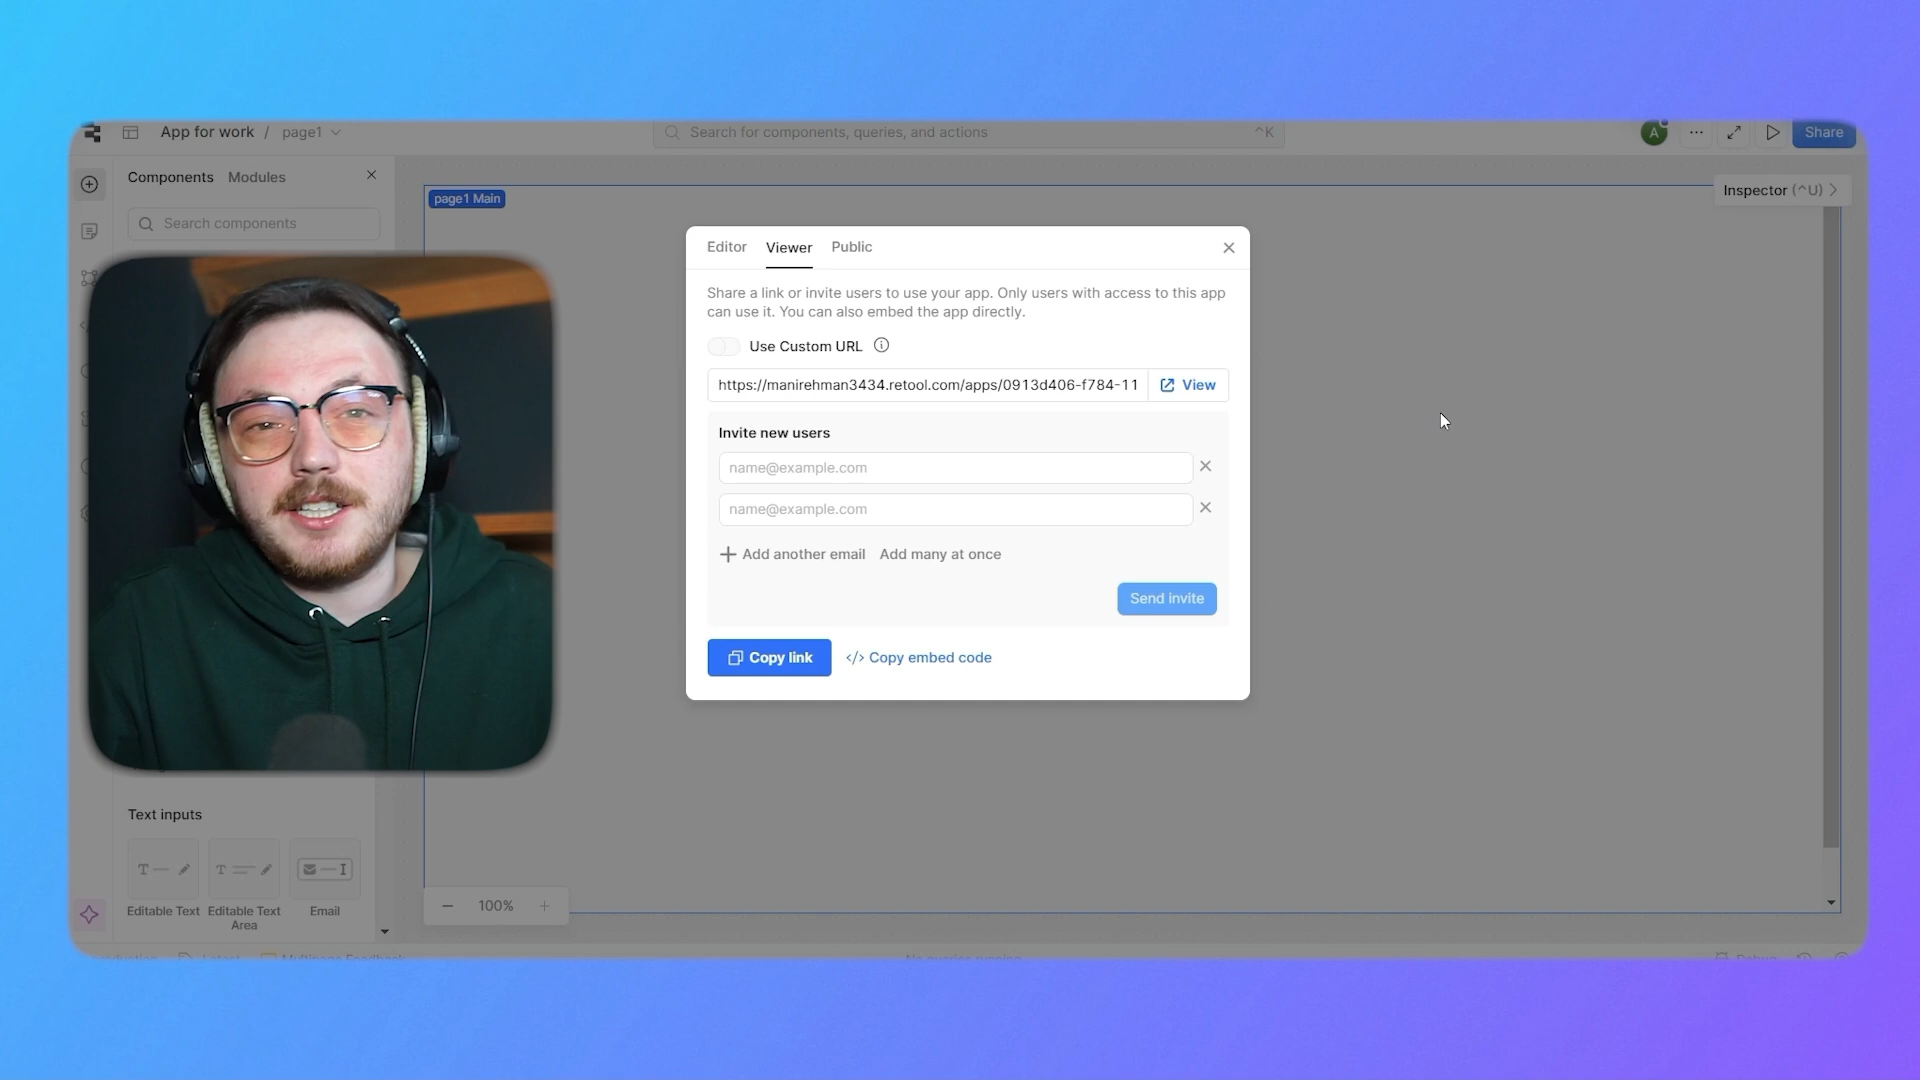 App for work / page1
Search for components, queries, and actions
^K
A
Share
Components Modules
Search components
page1 Main
Inspector (^U)
Editor Viewer Public
Share a link or invite users to use your app. Only users with access to this app
can use it. You can also embed the app directly.
Use Custom URL
https://manirehman3434.retool.com/apps/0913d406-f784-11
View
Invite new users
name@example.com
name@example.com
Add another email Add many at once
Send invite
Copy link
</> Copy embed code
Text inputs
Editable Text
Editable Text
Area
Email
100%